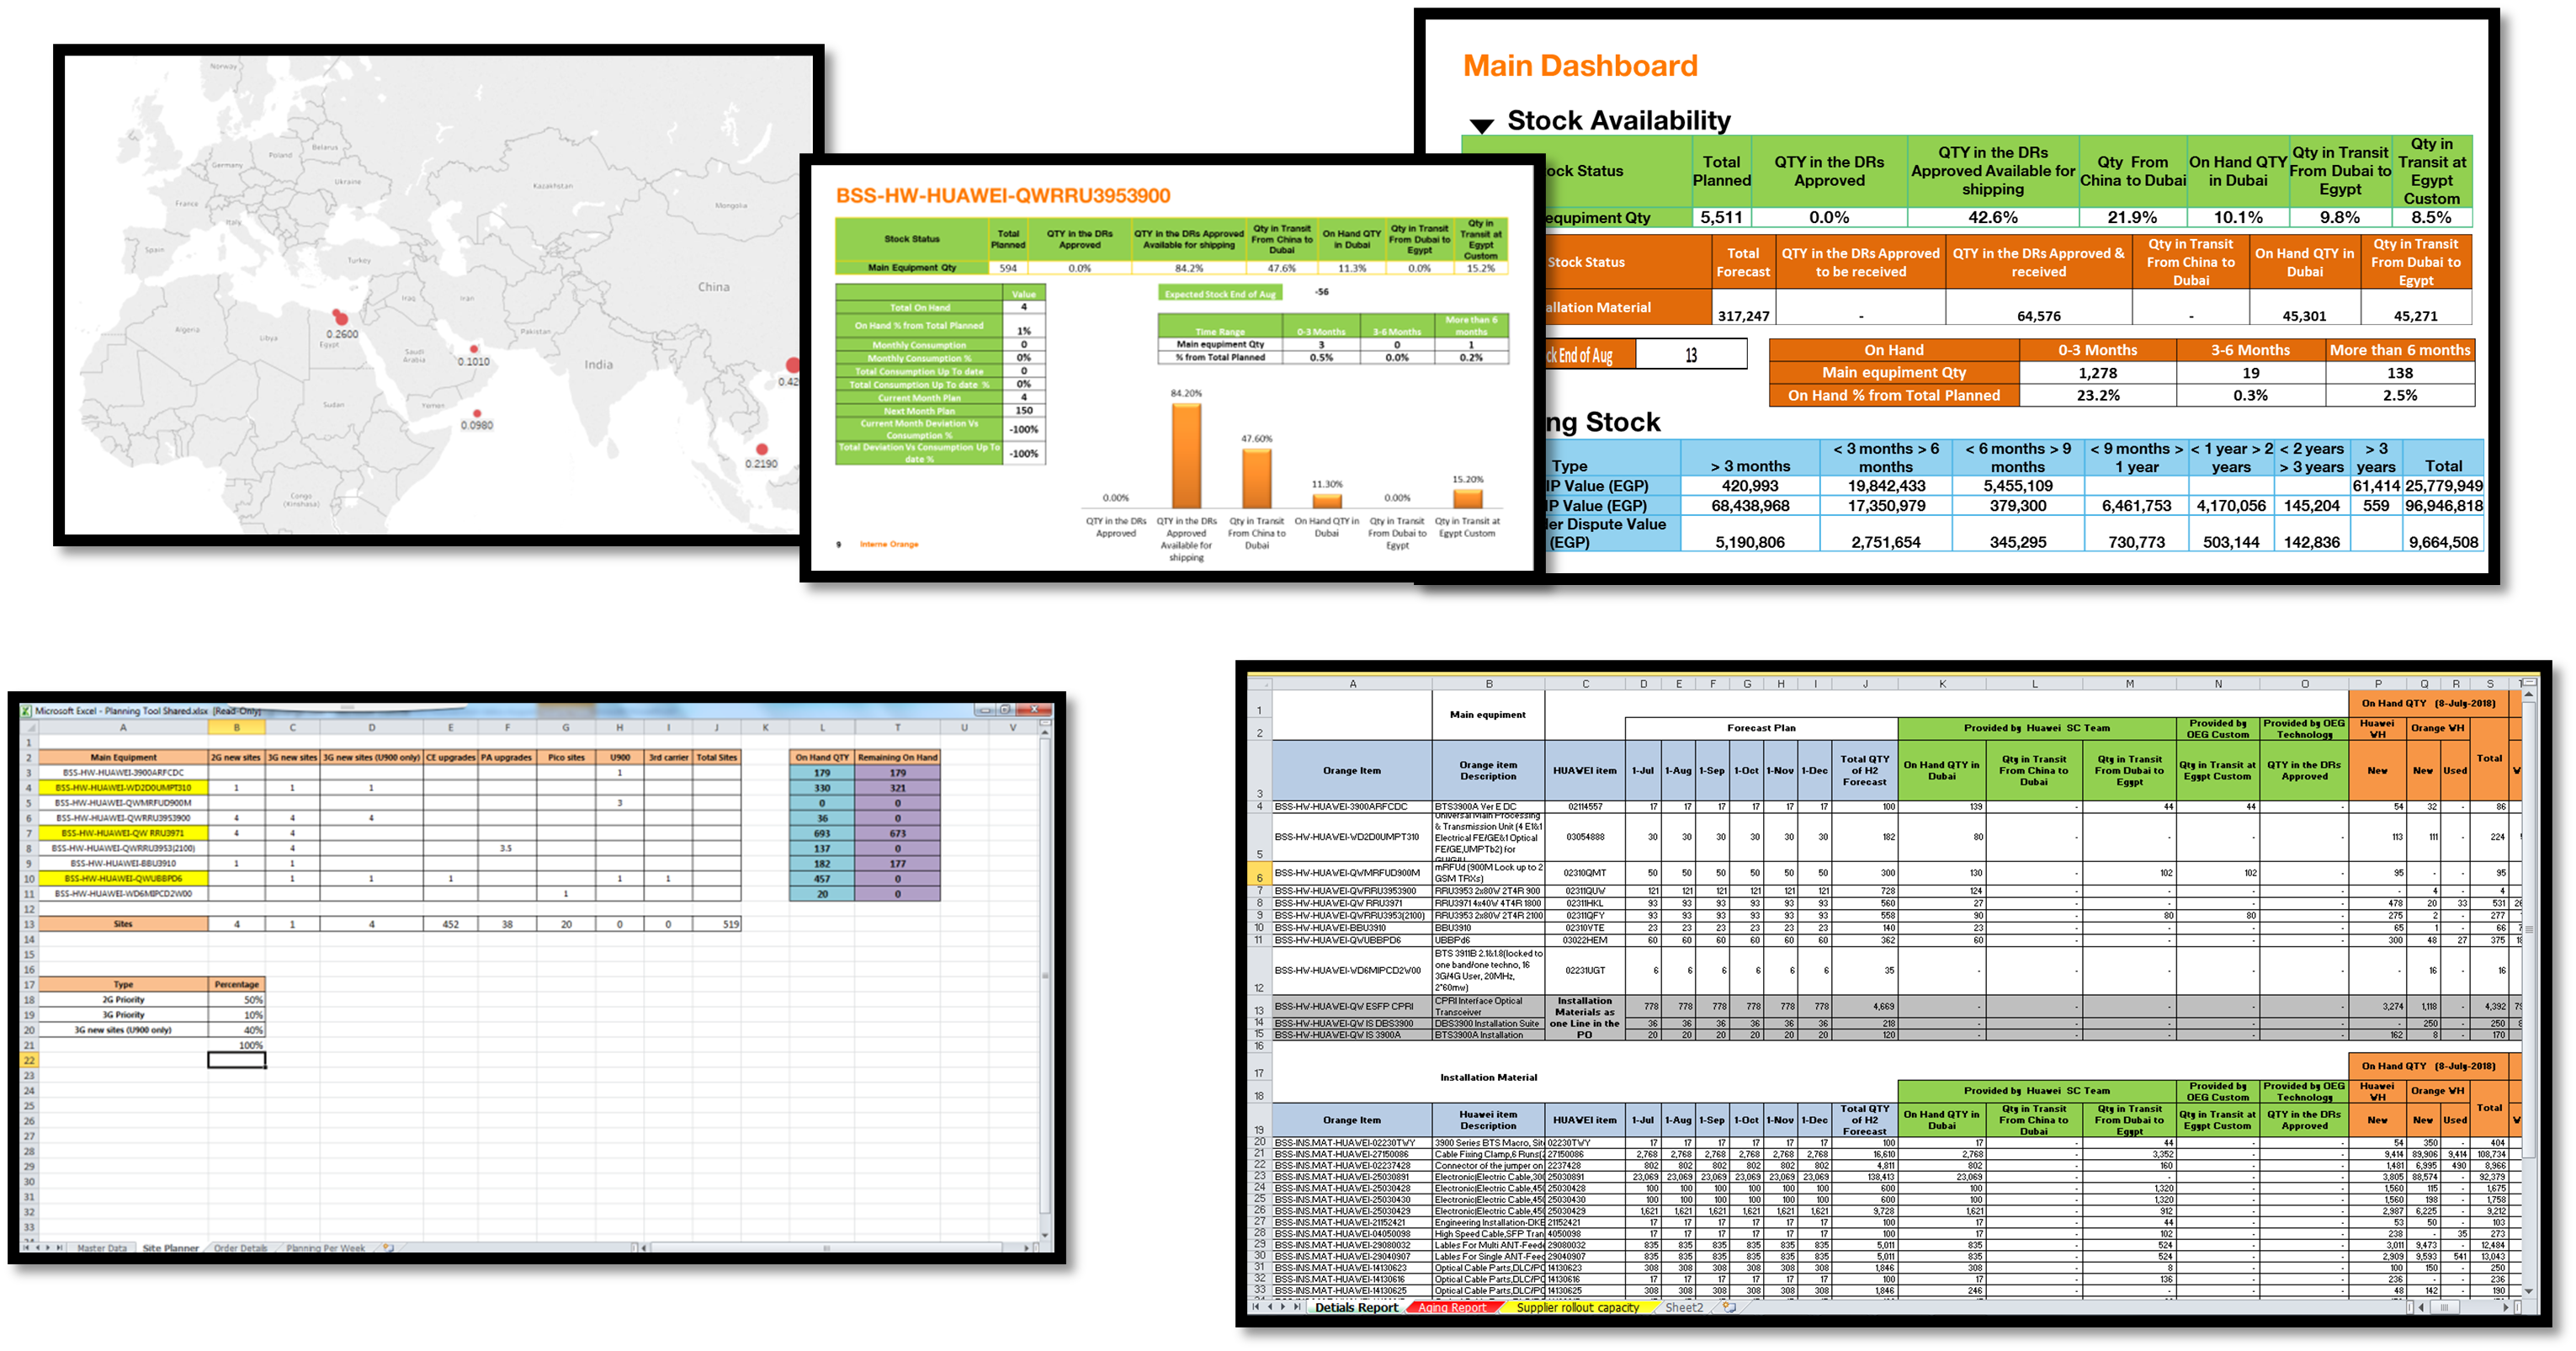 Norway
Belarus
Poland
Germany
Ukraine
France
Kazakhstan
Mongolia
Italy
Spain
Turkey
China
Iraq
Iran
Algeria
Libya
Egypt
Saudi
Arabia
Pakistan
India
Sudan
Yemen
Congo
(Kinshasa)
0.2600
0.1010
0.0980
0.2190
0.42
BSS-HW-HUAWEI-QWRRU3953900
Stock Status Total Planned QTY in the DRs Approved QTY in the DRs Approved Available for shipping Qty in Transit From China to Dubai On Hand QTY in Dubai Qty in Transit From Dubai to Egypt Qty in Transit at Egypt Custom
Main Equipment Qty 594 0.0% 84.2% 47.6% 11.3% 0.0% 15.2%
Value
Total On Hand 4
On Hand % from Total Planned 1%
Monthly Consumption 0
Monthly Consumption % 0%
Total Consumption Up To date 0
Total Consumption Up To date % 0%
Current Month Plan 4
Next Month Plan 150
Current Month Deviation Vs Consumption % -100%
Total Deviation Vs Consumption Up To date % -100%
Expected Stock End of Aug -56
Time Range 0-3 Months 3-6 Months More than 6 months
Main equipment Qty 3 0 1
% from Total Planned 0.5% 0.0% 0.2%
0.00% 84.20% 47.60% 11.30% 0.00% 15.20%
QTY in the DRs Approved QTY in the DRs Approved Available for shipping Qty in Transit From China to Dubai On Hand QTY in Dubai Qty in Transit From Dubai to Egypt Qty in Transit at Egypt Custom
9 Interne Orange
Main Dashboard
Stock Availability
ock Status Total Planned QTY in the DRs Approved QTY in the DRs Approved Available for shipping Qty From China to Dubai On Hand QTY in Dubai Qty in Transit From Dubai to Egypt Qty in Transit at Egypt Custom
equpiment Qty 5,511 0.0% 42.6% 21.9% 10.1% 9.8% 8.5%
Stock Status Total Forecast QTY in the DRs Approved to be received QTY in the DRs Approved & received Qty in Transit From China to Dubai On Hand QTY in Dubai Qty in Transit From Dubai to Egypt
allation Material 317,247 - 64,576 - 45,301 45,271
ck End of Aug 13
On Hand 0-3 Months 3-6 Months More than 6 months
Main equpiment Qty 1,278 19 138
On Hand % from Total Planned 23.2% 0.3% 2.5%
ng Stock
Type > 3 months < 3 months > 6 months < 6 months > 9 months < 9 months > 1 year < 1 year > 2 years < 2 years > 3 years > 3 years Total
IP Value (EGP) 420,993 19,842,433 5,455,109 61,414 25,779,949
IP Value (EGP) 68,438,968 17,350,979 379,300 6,461,753 4,170,056 145,204 559 96,946,818
er Dispute Value (EGP) 5,190,806 2,751,654 345,295 730,773 503,144 142,836 9,664,508
Microsoft Excel - Planning Tool Shared.xlsx [Read-Only]
A B C D E F G H I J K L T U V
Main Equipment 2G new sites 3G new sites 3G new sites (U900 only) CE upgrades PA upgrades Pico sites U900 3rd carrier Total Sites On Hand QTY Remaining On Hand
BSS-HW-HUAWEI-3900ARFCDC 1 179 179
BSS-HW-HUAWEI-WD2D0UMPT310 1 1 1 330 321
BSS-HW-HUAWEI-QWMRFUD900M 3 0 0
BSS-HW-HUAWEI-QWRRU3953900 4 4 4 36 0
BSS-HW-HUAWEI-QW RRU3971 4 4 693 673
BSS-HW-HUAWEI-QWRRU3953(2100) 4 3.5 137 0
BSS-HW-HUAWEI-BBU3910 1 1 182 177
BSS-HW-HUAWEI-QWUBBPD6 1 1 1 1 1 457 0
BSS-HW-HUAWEI-WD6MIPCD2W00 1 20 0
Sites 4 1 4 452 38 20 0 0 519
Type Percentage
2G Priority 50%
3G Priority 10%
3G new sites (U900 only) 40%
100%
Master Data Site Planner Order Details Planning Per Week
A B C D E F G H I J K L M N O P Q R S
Main equpiment
On Hand QTY (8-July-2018)
Forecast Plan Provided by Huawei SC Team Provided by OEG Custom Provided by OEG Technology Huawei WH Orange WH
Orange Item Orange item Description HUAWEI item 1-Jul 1-Aug 1-Sep 1-Oct 1-Nov 1-Dec Total QTY of H2 Forecast On Hand QTY in Dubai Qty in Transit From China to Dubai Qty in Transit From Dubai to Egypt Qty in Transit at Egypt Custom QTY in the DRs Approved New New Used Total
BSS-HW-HUAWEI-3900ARFCDC BTS3900A Ver E DC 02114557 17 17 17 17 17 17 100 139 - 44 44 - 54 32 - 86
BSS-HW-HUAWEI-WD2D0UMPT310 Universal Main Processing & Transmission Unit (4 E1&1 Electrical FE/GE&1 Optical FE/GE,UMPTb2) for 03054888 30 30 30 30 30 30 182 80 - - - - 113 111 - 224
BSS-HW-HUAWEI-QWMRFUD900M mRFUd (900M Lock up to 2 GSM TRXs) 02310QMT 50 50 50 50 50 50 300 130 - 102 102 - 95 - - 95
BSS-HW-HUAWEI-QWRRU3953900 RRU3953 2x80W 2T4R 900 02311QUW 121 121 121 121 121 121 728 124 - - - - - 4 - 4
BSS-HW-HUAWEI-QW RRU3971 RRU3971 4x40W 4T4R 1800 02311HKL 93 93 93 93 93 93 560 27 - - - - 478 20 33 531
BSS-HW-HUAWEI-QWRRU3953(2100) RRU3953 2x80W 2T4R 2100 02311QFY 93 93 93 93 93 93 558 90 - 80 80 - 275 2 - 277
BSS-HW-HUAWEI-BBU3910 BBU3910 02310VTE 23 23 23 23 23 23 140 23 - - - - 65 1 - 66
BSS-HW-HUAWEI-QWUBBPD6 UBBPd6 03022HEM 60 60 60 60 60 60 362 60 - - - - 300 48 27 375
BSS-HW-HUAWEI-WD6MIPCD2W00 BTS 3911B 2.1&1.8(locked to one band/one techno, 16 3G/4G User, 20MHz, 2*60mw) 02231UGT 6 6 6 6 6 6 35 - - - - - - 16 - 16
BSS-HW-HUAWEI-QW ESFP CPRI CPRI Interface Optical Transceiver Installation Materials as one Line in the PO 778 778 778 778 778 778 4,669 - - - - - 3,274 1,118 - 4,392
BSS-HW-HUAWEI-QW IS DBS3900 DBS3900 Installation Suite 36 36 36 36 36 36 218 - - - - - - 250 - 250
BSS-HW-HUAWEI-QW IS 3900A BTS3900A Installation 20 20 20 20 20 20 120 - - - - - 162 8 - 170
Installation Material
On Hand QTY (8-July-2018)
Provided by Huawei SC Team Provided by OEG Custom Provided by OEG Technology Huawei WH Orange WH
Orange Item Huawei item Description HUAWEI item 1-Jul 1-Aug 1-Sep 1-Oct 1-Nov 1-Dec Total QTY of H2 Forecast On Hand QTY in Dubai Qty in Transit From China to Dubai Qty in Transit From Dubai to Egypt Qty in Transit at Egypt Custom QTY in the DRs Approved New New Used Total
BSS-INS.MAT-HUAWEI-02230TWY 3900 Series BTS Macro, Sit 02230TWY 17 17 17 17 17 17 100 17 - 44 - - 54 350 - 404
BSS-INS.MAT-HUAWEI-27150086 Cable Fixing Clamp,6 Runs( 27150086 2,768 2,768 2,768 2,768 2,768 2,768 16,610 2,768 - 3,352 - - 9,414 89,906 9,414 108,734
BSS-INS.MAT-HUAWEI-02237428 Connector of the jumper on 2237428 802 802 802 802 802 802 4,811 802 - 160 - - 1,481 6,995 490 8,966
BSS-INS.MAT-HUAWEI-25030891 Electronic|Electric Cable,30 25030891 23,069 23,069 23,069 23,069 23,069 23,069 138,413 23,069 - - - - 3,805 88,574 - 92,379
BSS-INS.MAT-HUAWEI-25030428 Electronic|Electric Cable,45 25030428 100 100 100 100 100 100 600 100 - 1,320 - - 1,560 115 - 1,675
BSS-INS.MAT-HUAWEI-25030430 Electronic|Electric Cable,45 25030430 100 100 100 100 100 100 600 100 - 1,320 - - 1,560 198 - 1,758
BSS-INS.MAT-HUAWEI-25030429 Electronic|Electric Cable,45 25030429 1,621 1,621 1,621 1,621 1,621 1,621 9,728 1,621 - 912 - - 2,987 6,225 - 9,212
BSS-INS.MAT-HUAWEI-21152421 Engineering Installation-DKB 21152421 17 17 17 17 17 17 100 17 - 44 - - 53 50 - 103
BSS-INS.MAT-HUAWEI-04050098 High Speed Cable,SFP Tran 4050098 17 17 17 17 17 17 100 17 - 102 - - 238 - 35 273
BSS-INS.MAT-HUAWEI-29080032 Lables For Multi ANT-Feed 29080032 835 835 835 835 835 835 5,011 835 - 524 - - 3,011 9,473 - 12,484
BSS-INS.MAT-HUAWEI-29040907 Lables For Single ANT-Feed 29040907 835 835 835 835 835 835 5,011 835 - 524 - - 2,909 9,593 541 13,043
BSS-INS.MAT-HUAWEI-14130623 Optical Cable Parts,DLC/PC 14130623 308 308 308 308 308 308 1,846 308 - 8 - - 100 150 - 250
BSS-INS.MAT-HUAWEI-14130616 Optical Cable Parts,DLC/PC 14130616 17 17 17 17 17 17 100 17 - 136 - - 236 - - 236
BSS-INS.MAT-HUAWEI-14130625 Optical Cable Parts,DLC/PC 14130625 308 308 308 308 308 308 1,846 246 - - - - 48 142 - 190
Detials Report Aging Report Supplier rollout capacity Sheet2